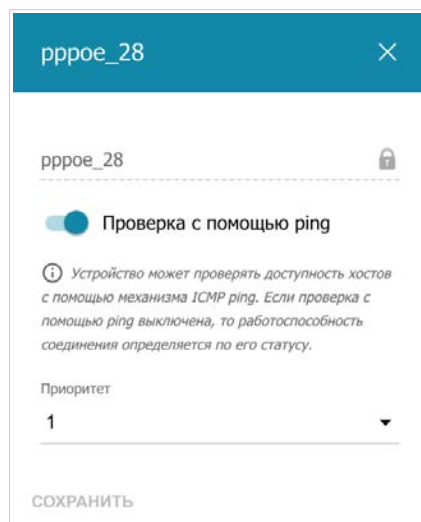 pppoe_28
pppoe_28
Проверка с помощью ping
Устройство может проверять доступность хостов
с помощью механизма ICMP ping. Если проверка с
помощью ping выключена, то работоспособность
соединения определяется по его статусу.
Приоритет
1
СОХРАНИТЬ